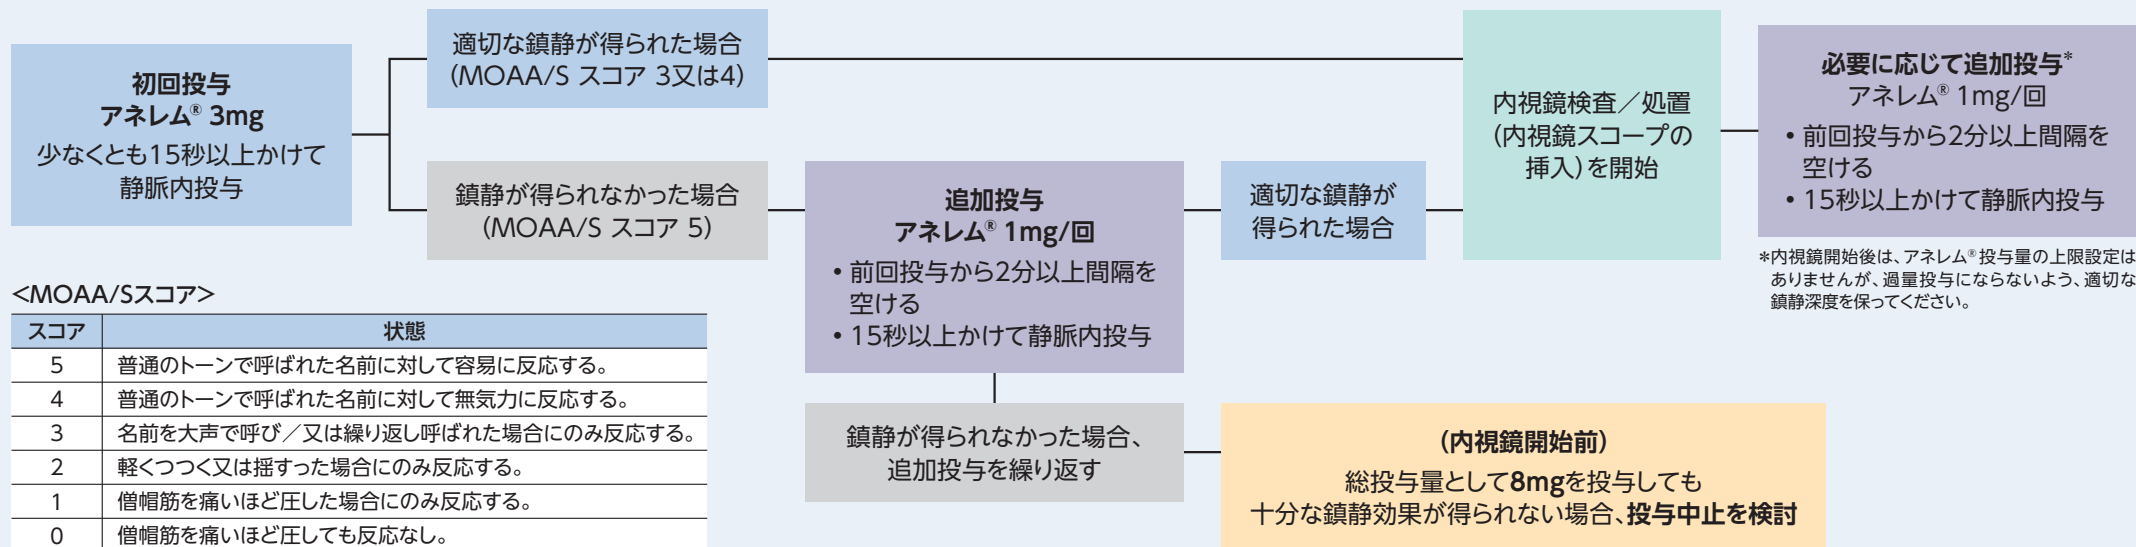 初回投与
アネレム® 3mg
少なくとも15秒以上かけて
静脈内投与
適切な鎮静が得られた場合
(MOAA/S スコア 3又は4)
鎮静が得られなかった場合
(MOAA/S スコア 5)
追加投与
アネレム® 1mg/回
• 前回投与から2分以上間隔を
空ける
• 15秒以上かけて静脈内投与
適切な鎮静が
得られた場合
内視鏡検査/処置
(内視鏡スコープの
挿入)を開始
必要に応じて追加投与*
アネレム® 1mg/回
• 前回投与から2分以上間隔を
空ける
• 15秒以上かけて静脈内投与
*内視鏡開始後は、アネレム®投与量の上限設定は
ありませんが、過量投与にならないよう、適切な
鎮静深度を保ってください。
鎮静が得られなかった場合、
追加投与を繰り返す
(内視鏡開始前)
総投与量として8mgを投与しても
十分な鎮静効果が得られない場合、投与中止を検討
<MOAA/Sスコア>
スコア 状態
5 普通のトーンで呼ばれた名前に対して容易に反応する。
4 普通のトーンで呼ばれた名前に対して無気力に反応する。
3 名前を大声で呼び/又は繰り返し呼ばれた場合にのみ反応する。
2 軽くつつく又は揺すった場合にのみ反応する。
1 僧帽筋を痛いほど圧した場合にのみ反応する。
0 僧帽筋を痛いほど圧しても反応なし。